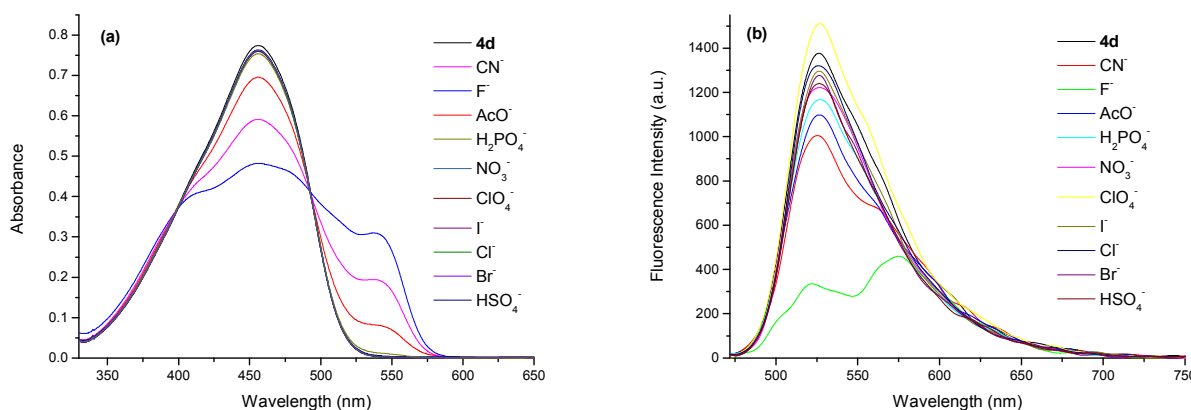 (a)
0.8
0.7
0.6
0.5
0.4
0.3
0.2
0.1
0.0
Absorbance
350 400 450 500 550 600 650
Wavelength (nm)
4d
CN⁻
F⁻
AcO⁻
H₂PO₄⁻
NO₃⁻
ClO₄⁻
I⁻
Cl⁻
Br⁻
HSO₄⁻
(b)
1400
1200
1000
800
600
400
200
0
Fluorescence Intensity (a.u.)
500 550 600 650 700 750
Wavelength (nm)
4d
CN⁻
F⁻
AcO⁻
H₂PO₄⁻
NO₃⁻
ClO₄⁻
I⁻
Cl⁻
Br⁻
HSO₄⁻